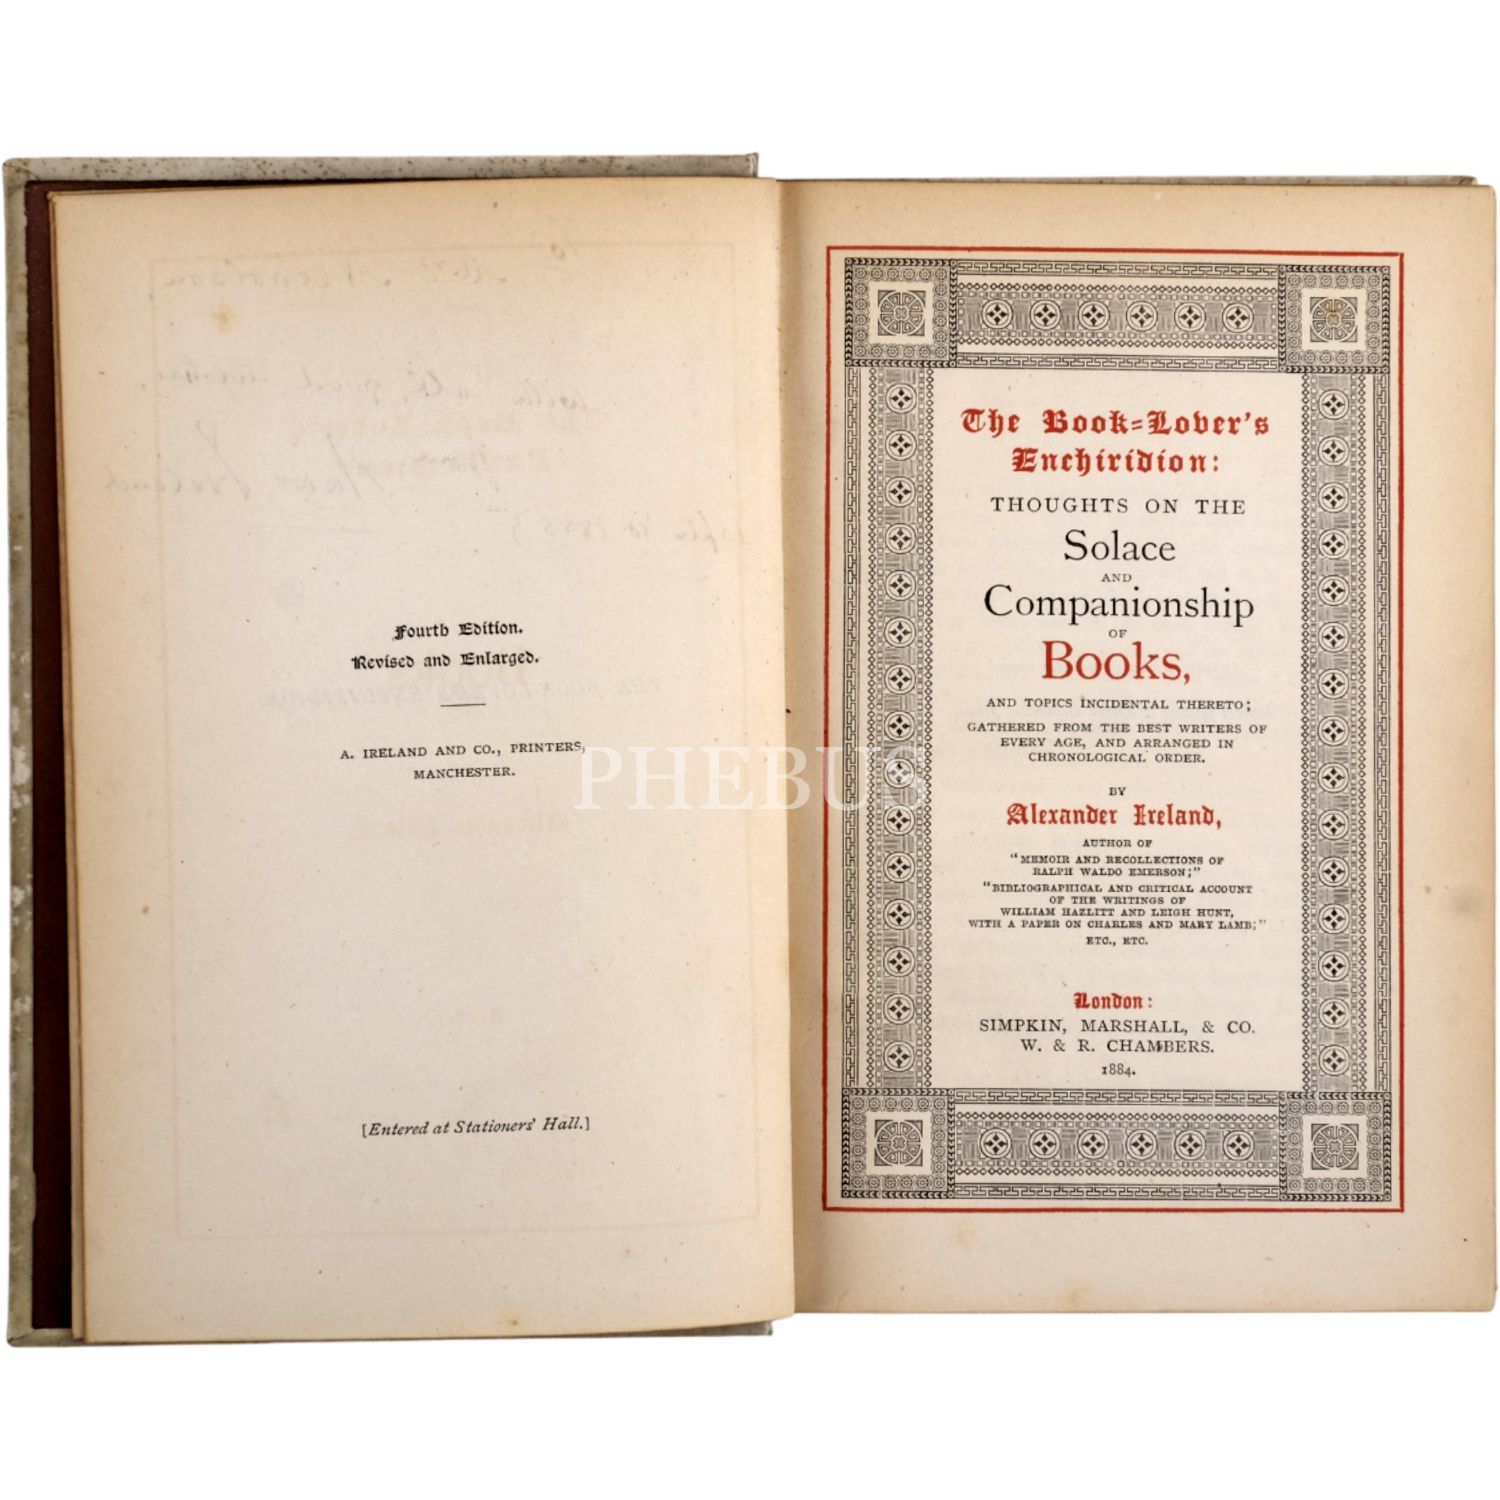 Fourth Edition.
Revised and Enlarged.
A. IRELAND AND CO., PRINTERS,
MANCHESTER.
[Entered at Stationers' Hall.]
The Book=Lover's
Enchiridion:
THOUGHTS ON THE
Solace
AND
Companionship
OF
Books,
AND TOPICS INCIDENTAL THERETO;
GATHERED FROM THE BEST WRITERS OF
EVERY AGE, AND ARRANGED IN
CHRONOLOGICAL ORDER.
BY
Alexander Ireland,
AUTHOR OF
"MEMOIR AND RECOLLECTIONS OF
RALPH WALDO EMERSON;"
"BIBLIOGRAPHICAL AND CRITICAL ACCOUNT
OF THE WRITINGS OF
WILLIAM HAZLITT AND LEIGH HUNT,
WITH A PAPER ON CHARLES AND MARY LAMB;"
ETC., ETC.
London:
SIMPKIN, MARSHALL, & CO.
W. & R. CHAMBERS.
1884.
PHEBUS